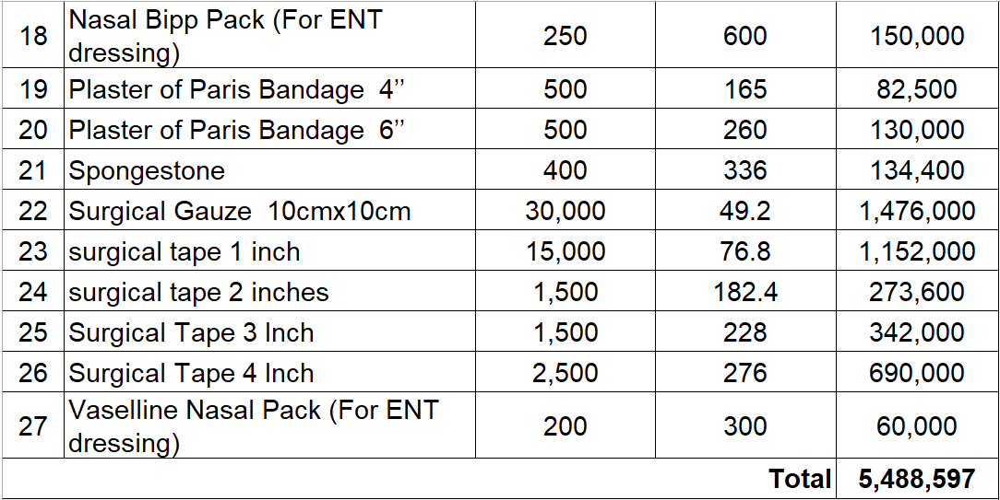 18 Nasal Bipp Pack (For ENT dressing) 250 600 150,000
19 Plaster of Paris Bandage  4’’ 500 165 82,500
20 Plaster of Paris Bandage  6’’ 500 260 130,000
21 Spongestone 400 336 134,400
22 Surgical Gauze  10cmx10cm 30,000 49.2 1,476,000
23 surgical tape 1 inch 15,000 76.8 1,152,000
24 surgical tape 2 inches 1,500 182.4 273,600
25 Surgical Tape 3 Inch 1,500 228 342,000
26 Surgical Tape 4 Inch 2,500 276 690,000
27 Vaselline Nasal Pack (For ENT dressing) 200 300 60,000
Total 5,488,597